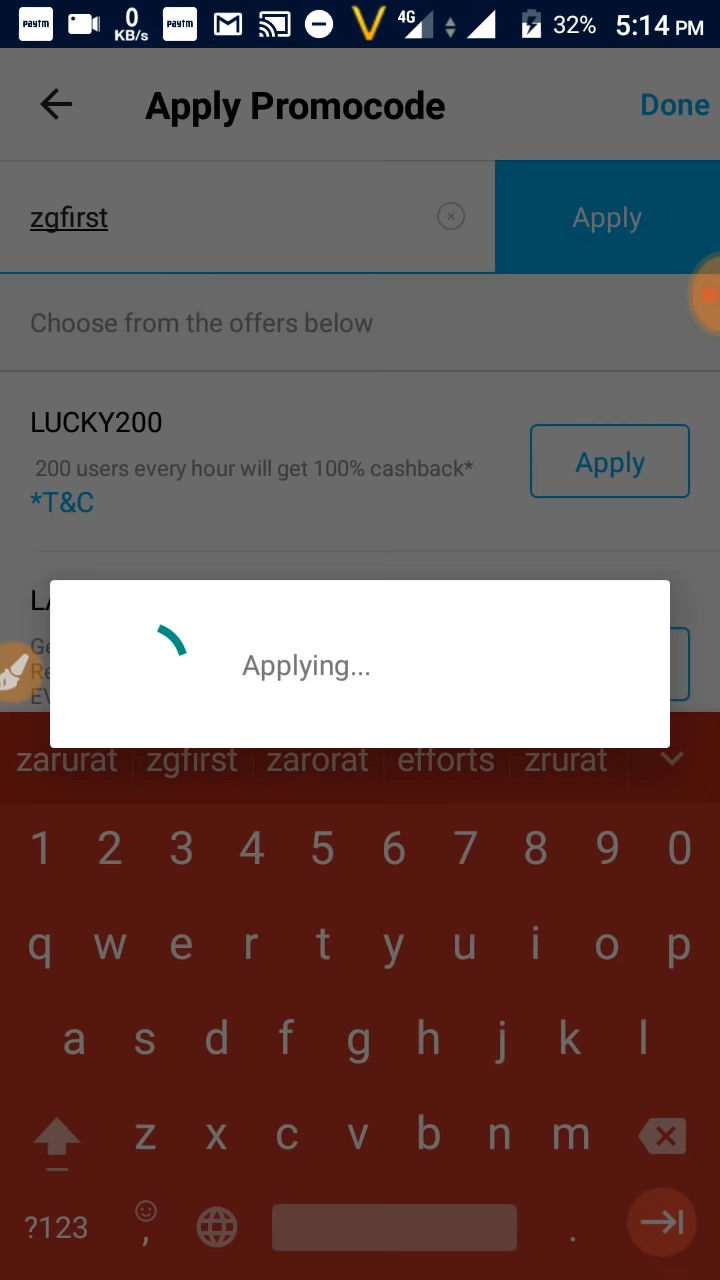 paytm 0 KB/s paytm 4G 32% 5:14 PM
Apply Promocode Done
zgfirst Apply
Choose from the offers below
LUCKY200
200 users every hour will get 100% cashback* Apply
*T&C
Applying...
zarurat zgfirst zarorat efforts zrurat
1 2 3 4 5 6 7 8 9 0
q w e r t y u i o p
a s d f g h j k l
z x c v b n m
?123 , .